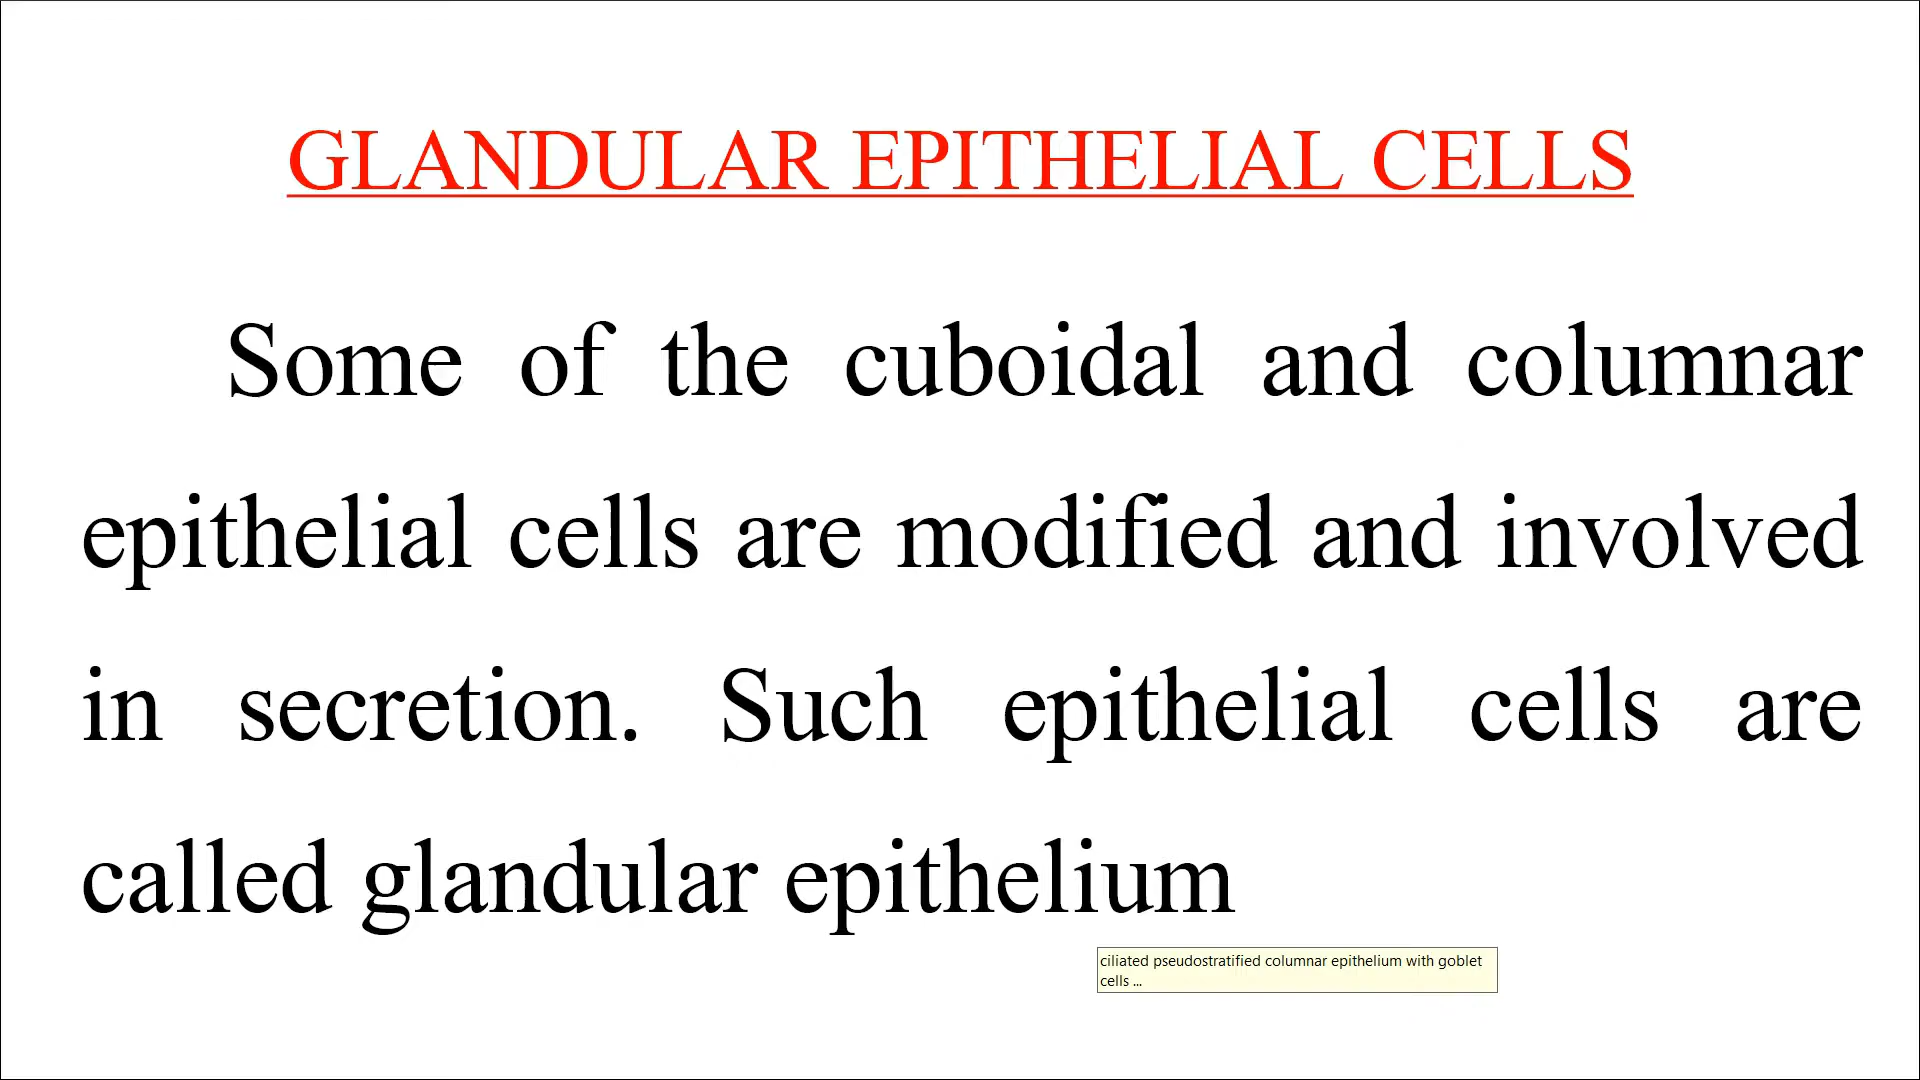 GLANDULAR EPITHELIAL CELLS
Some of the cuboidal and columnar
epithelial cells are modified and involved
in secretion. Such epithelial cells are
called glandular epithelium
ciliated pseudostratified columnar epithelium with goblet
cells ...